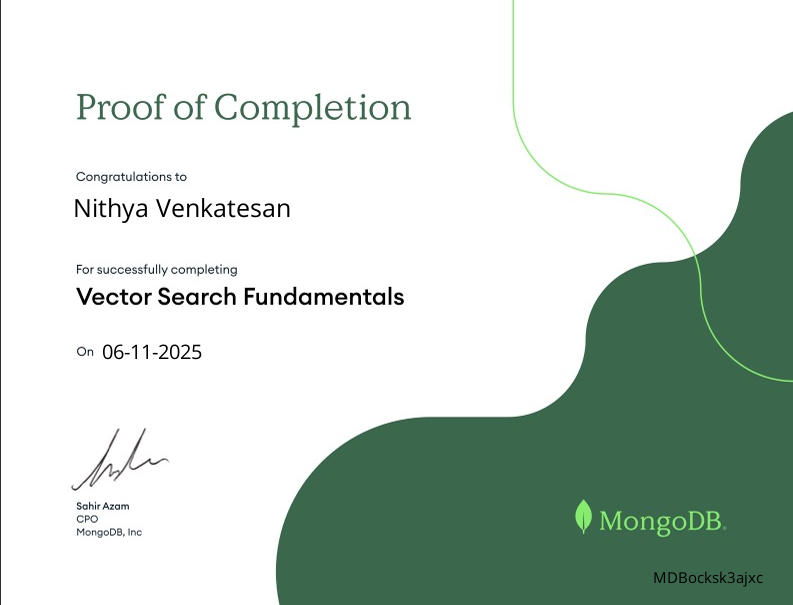 Proof of Completion
Congratulations to
Nithya Venkatesan
For successfully completing
Vector Search Fundamentals
On 06-11-2025
Sahir Azam
CPO
MongoDB, Inc
MongoDB.
MDBocksk3ajxc